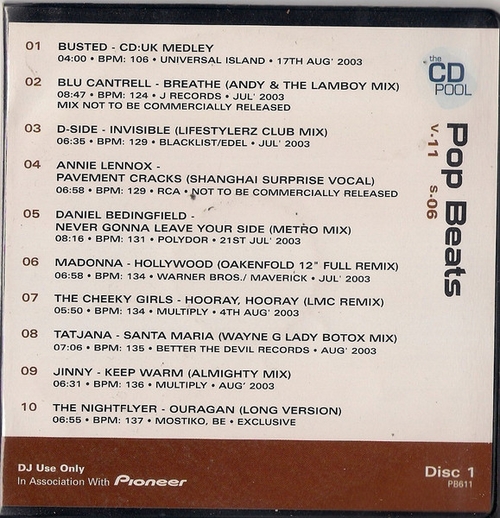 01 BUSTED - CD:UK MEDLEY
04:00 • BPM: 106 • UNIVERSAL ISLAND • 17TH AUG' 2003
02 BLU CANTRELL - BREATHE (ANDY & THE LAMBOY MIX)
08:47 • BPM: 124 • J RECORDS • JUL' 2003
MIX NOT TO BE COMMERCIALLY RELEASED
03 D-SIDE - INVISIBLE (LIFESTYLERZ CLUB MIX)
06:35 • BPM: 129 • BLACKLIST/EDEL • JUL' 2003
04 ANNIE LENNOX -
PAVEMENT CRACKS (SHANGHAI SURPRISE VOCAL)
06:58 • BPM: 129 • RCA • NOT TO BE COMMERCIALLY RELEASED
05 DANIEL BEDINGFIELD -
NEVER GONNA LEAVE YOUR SIDE (METRO MIX)
08:16 • BPM: 131 • POLYDOR • 21ST JUL' 2003
06 MADONNA - HOLLYWOOD (OAKENFOLD 12" FULL REMIX)
06:58 • BPM: 134 • WARNER BROS./ MAVERICK • JUL' 2003
07 THE CHEEKY GIRLS - HOORAY, HOORAY (LMC REMIX)
05:50 • BPM: 134 • MULTIPLY • 4TH AUG' 2003
08 TATJANA - SANTA MARIA (WAYNE G LADY BOTOX MIX)
07:06 • BPM: 135 • BETTER THE DEVIL RECORDS • AUG' 2003
09 JINNY - KEEP WARM (ALMIGHTY MIX)
06:31 • BPM: 136 • MULTIPLY • AUG' 2003
10 THE NIGHTFLYER - OURAGAN (LONG VERSION)
06:55 • BPM: 137 • MOSTIKO, BE • EXCLUSIVE
the
CD
POOL
Pop Beats
v.11 s.06
DJ Use Only
In Association With Pioneer
Disc 1
PB611